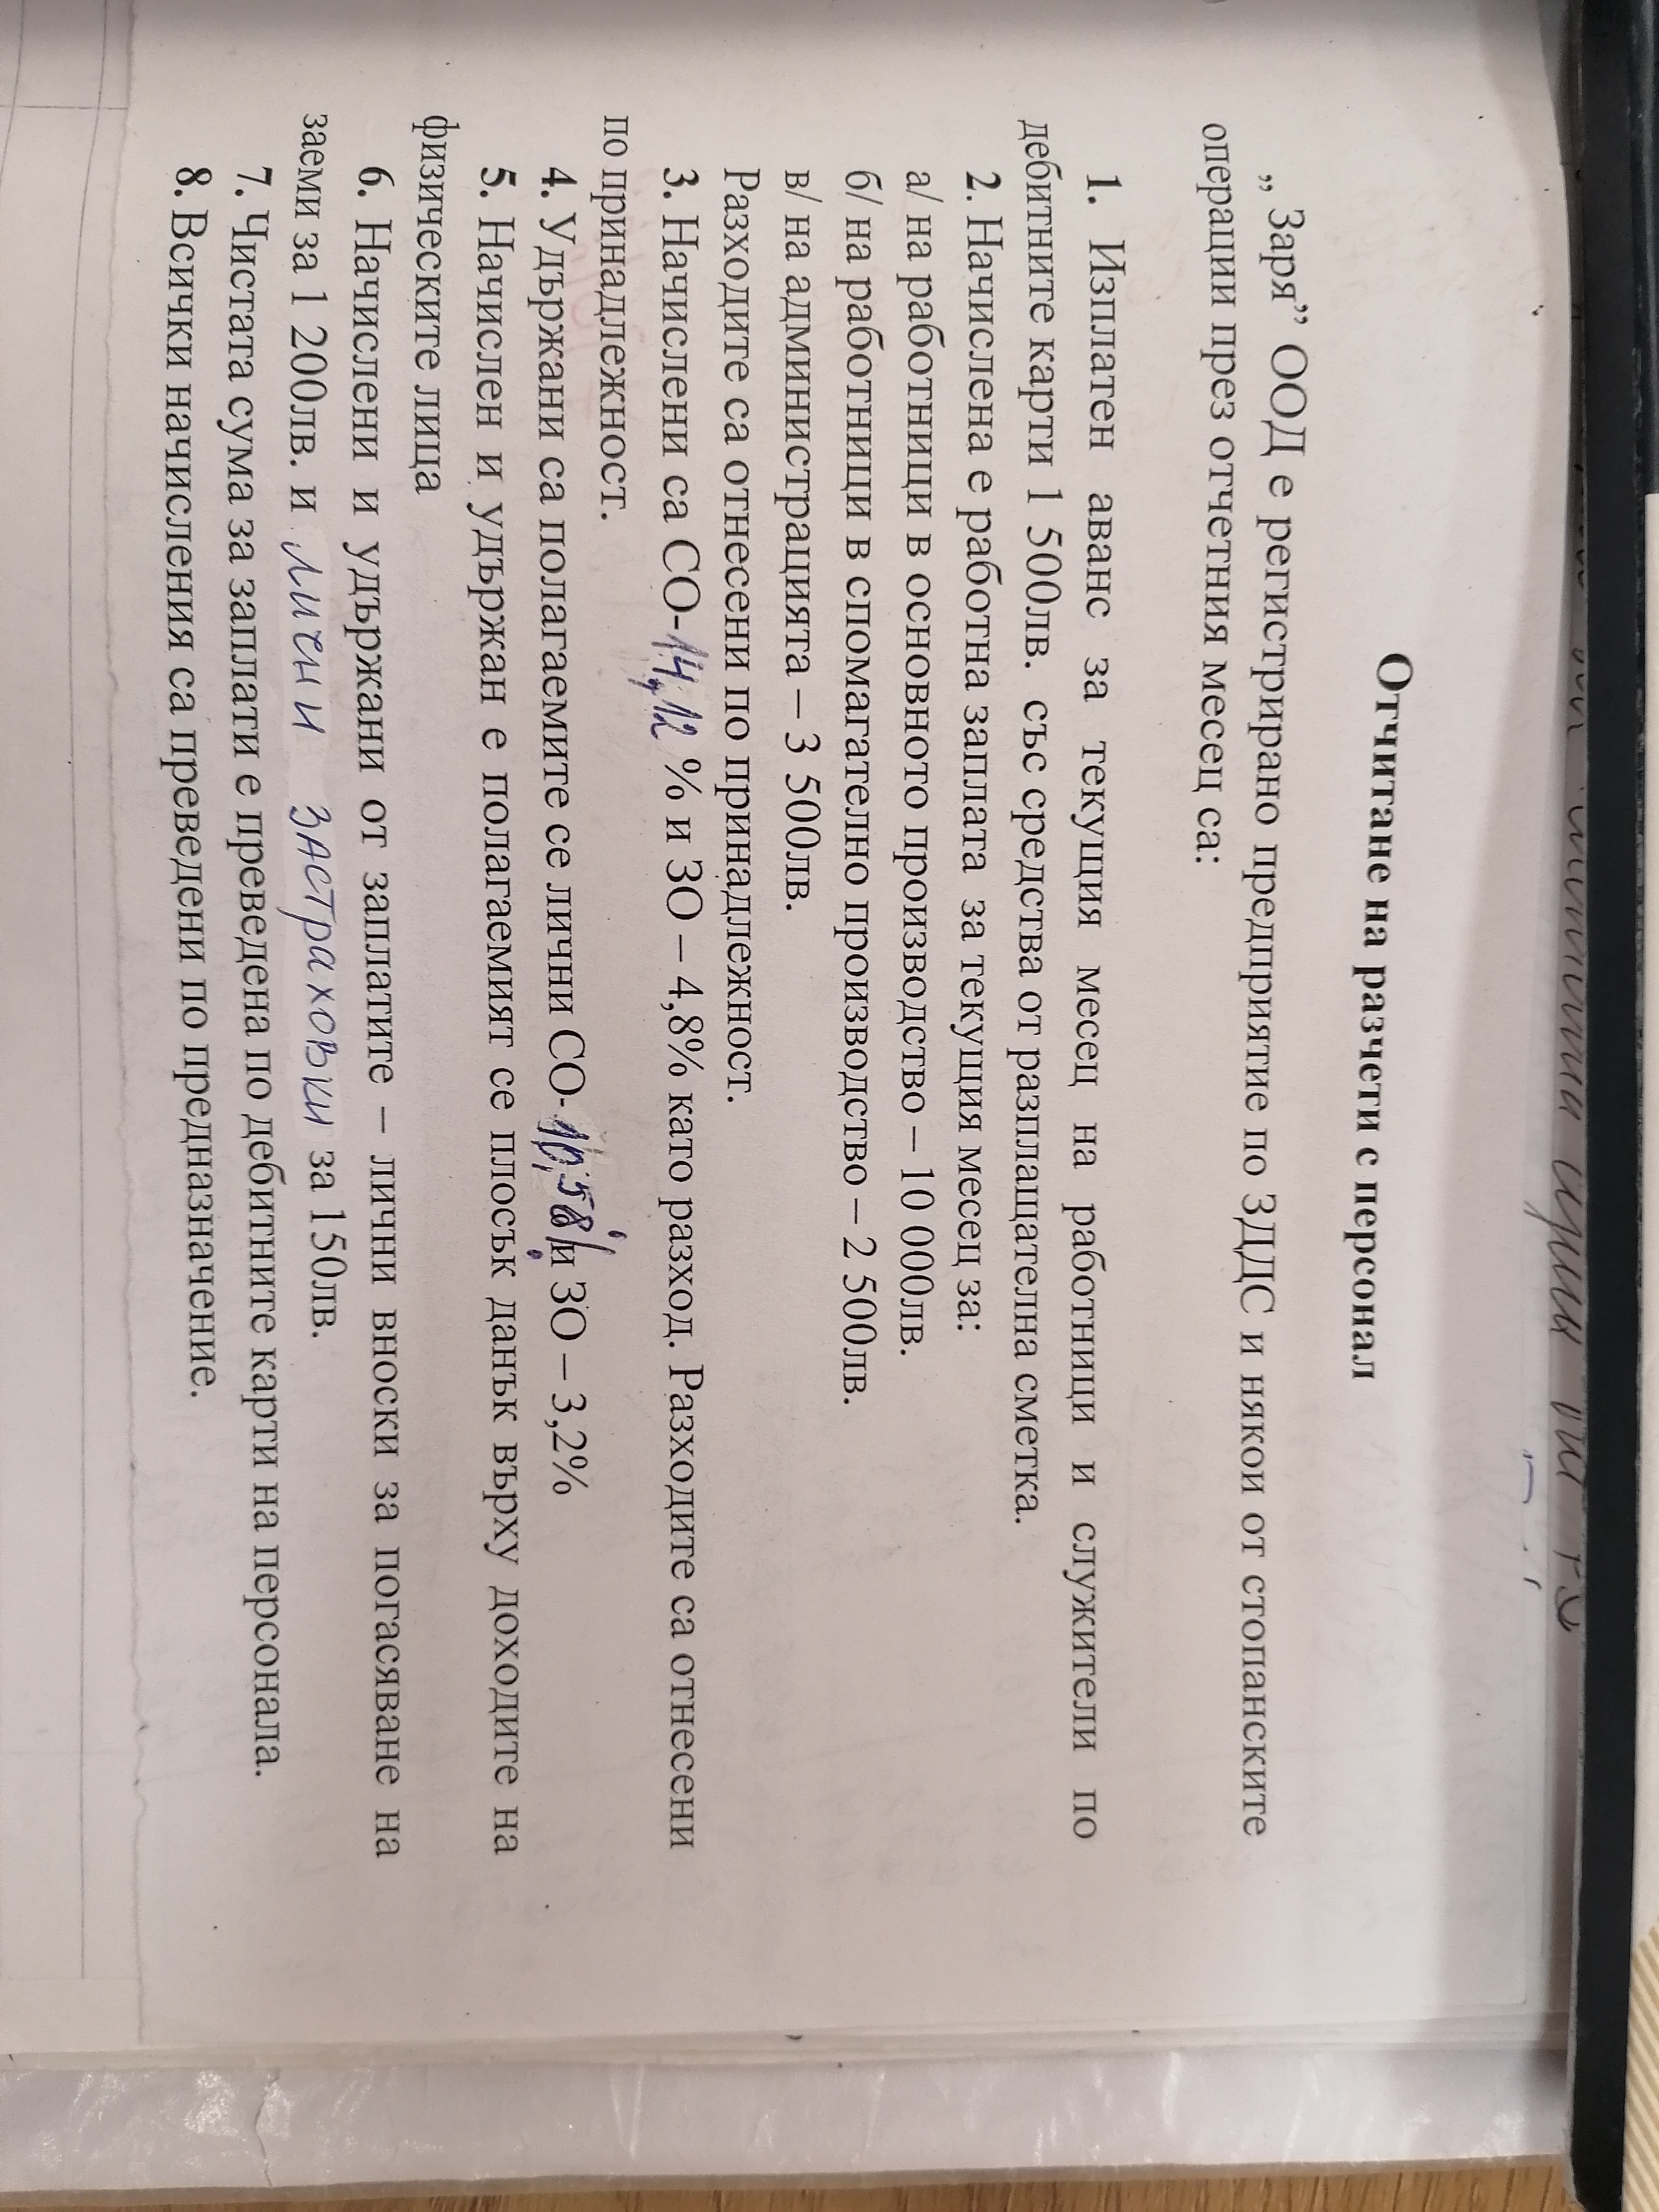 Отчитане на разчети с персонал
„ Заря” ООД е регистрирано предприятие по ЗДДС и някои от стопанските
операции през отчетния месец са:
1. Изплатен аванс за текущия месец на работници и служители по
дебитните карти 1 500лв. със средства от разплащателна сметка.
2. Начислена е работна заплата за текущия месец за:
а/ на работници в основното производство – 10 000лв.
б/ на работници в спомагателно производство – 2 500лв.
в/ на администрацията – 3 500лв.
Разходите са отнесени по принадлежност.
3. Начислени са СО-14,12 % и ЗО – 4,8% като разход. Разходите са отнесени
по принадлежност.
4. Удържани са полагаемите се лични СО- 10,58% и ЗО – 3,2%
5. Начислен и удържан е полагаемият се плосък данък върху доходите на
физическите лица
6. Начислени и удържани от заплатите – лични вноски за погасяване на
заеми за 1 200лв. и лични застраховки за 150лв.
7. Чистата сума за заплати е преведена по дебитните карти на персонала.
8. Всички начисления са преведени по предназначение.